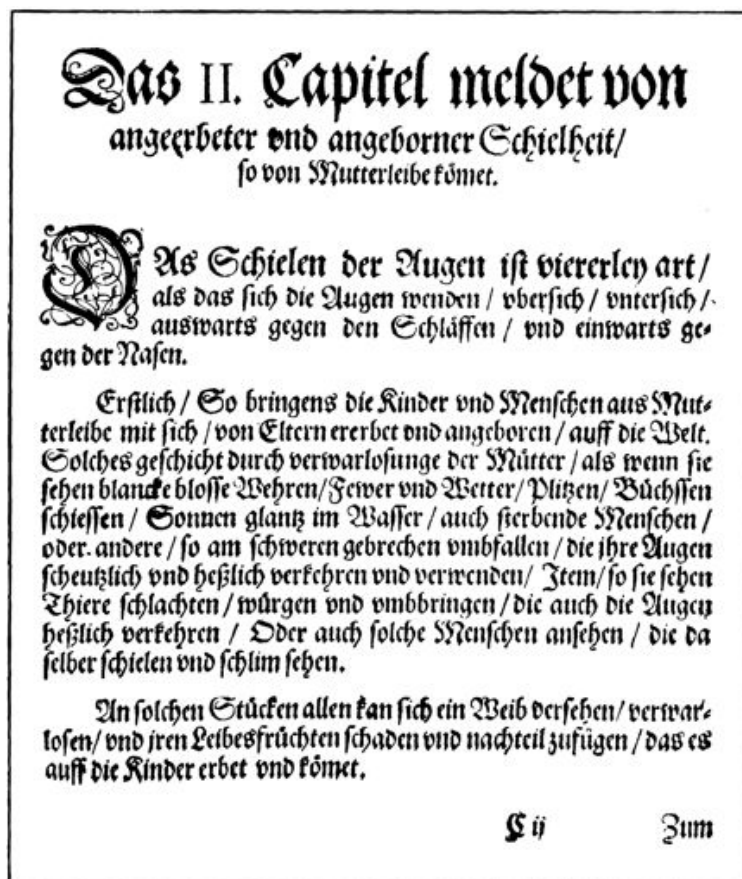 Das II. Capitel meldet von
angeerbeter vnd angeborner Schielheit/
so von Mutterleibe kömet.
DAs Schielen der Augen ist viererley art/
als das sich die Augen wenden / vbersich / vntersich /
auswarts gegen den Schläffen / vnd einwarts ge-
gen der Nasen.
Erstlich / So bringens die Kinder vnd Menschen aus Mut-
terleibe mit sich / von Eltern ererbet vnd angeboren / auff die Welt.
Solches geschicht durch verwarlosunge der Mütter / als wenn sie
sehen blancke blosse Wehren/Fewer vnd Wetter/Plitzen/ Büchssen
schiessen / Sonnen glantz im Wasser / auch sterbende Menschen /
oder andere / so am schweren gebrechen vmbfallen / die jhre Augen
scheutzlich vnd heßlich verkehren vnd verwenden/ Item/ so sie sehen
Thiere schlachten / würgen vnd vmbbringen / die auch die Augen
heßlich verkehren / Oder auch solche Menschen ansehen / die da
selber schielen vnd schlim sehen.
An solchen Stücken allen kan sich ein Weib versehen/ verwar-
losen/ vnd jren Leibesfrüchten schaden vnd nachteil zufügen / das es
auff die Kinder erbet vnd kömet.
C ij Zum